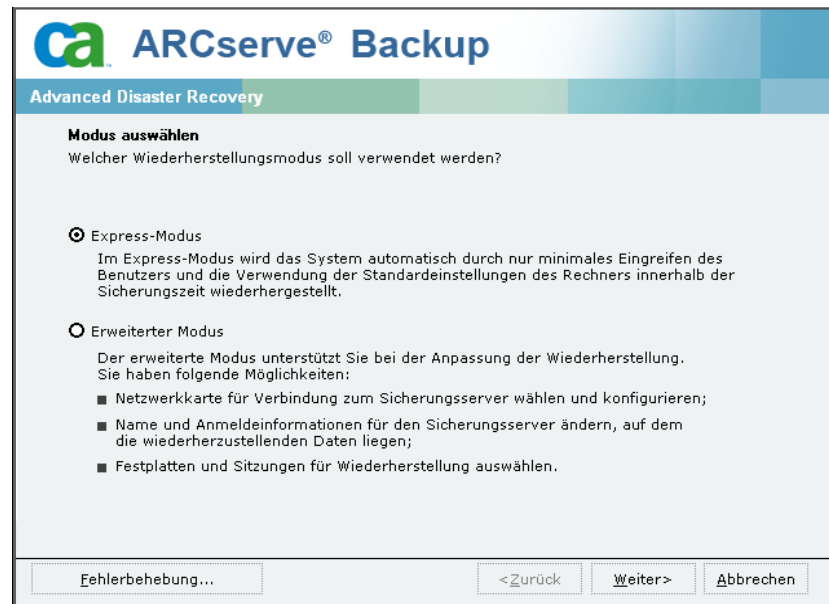 ca ARCserve® Backup
Advanced Disaster Recovery
Modus auswählen
Welcher Wiederherstellungsmodus soll verwendet werden?
Express-Modus
Im Express-Modus wird das System automatisch durch nur minimales Eingreifen des
Benutzers und die Verwendung der Standardeinstellungen des Rechners innerhalb der
Sicherungszeit wiederhergestellt.
Erweiterter Modus
Der erweiterte Modus unterstützt Sie bei der Anpassung der Wiederherstellung.
Sie haben folgende Möglichkeiten:
Netzwerkkarte für Verbindung zum Sicherungsserver wählen und konfigurieren;
Name und Anmeldeinformationen für den Sicherungsserver ändern, auf dem
die wiederherzustellenden Daten liegen;
Festplatten und Sitzungen für Wiederherstellung auswählen.
Fehlerbehebung... <Zurück Weiter> Abbrechen